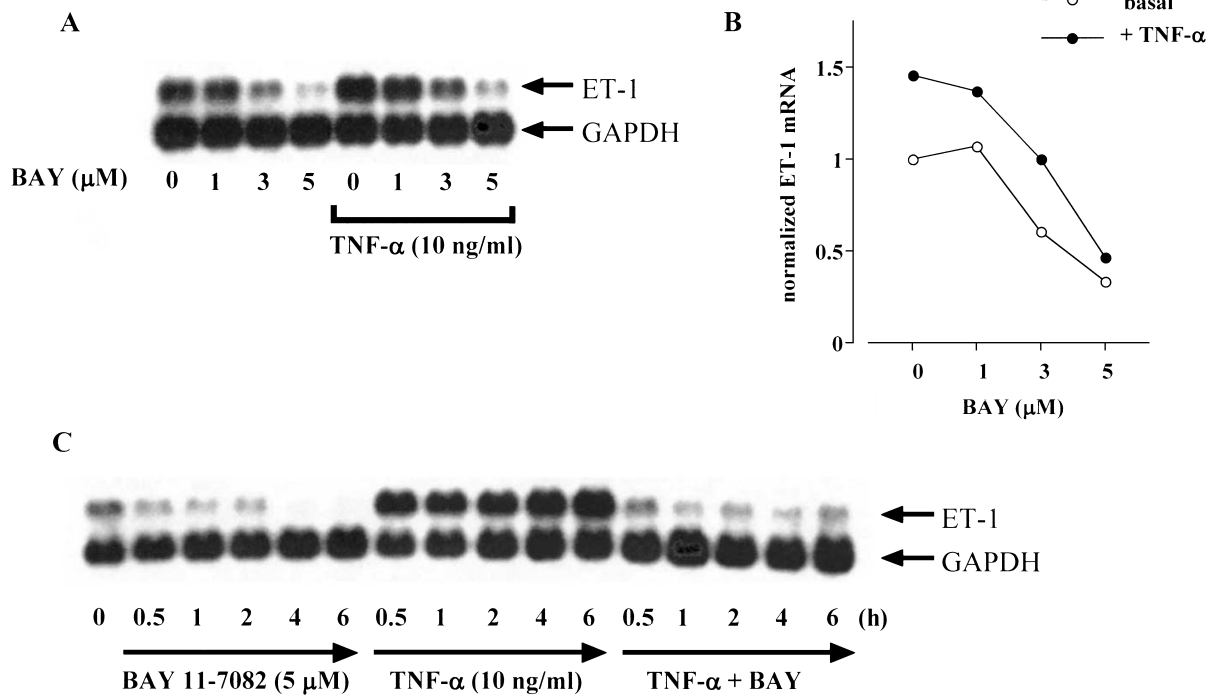 A
ET-1
GAPDH
BAY (μM) 0 1 3 5 0 1 3 5
TNF-α (10 ng/ml)
B
basal
+ TNF-α
normalized ET-1 mRNA
1.5
1
0.5
0
0 1 3 5
BAY (μM)
C
ET-1
GAPDH
0 0.5 1 2 4 6 0.5 1 2 4 6 0.5 1 2 4 6 (h)
BAY 11-7082 (5 μM) TNF-α (10 ng/ml) TNF-α + BAY